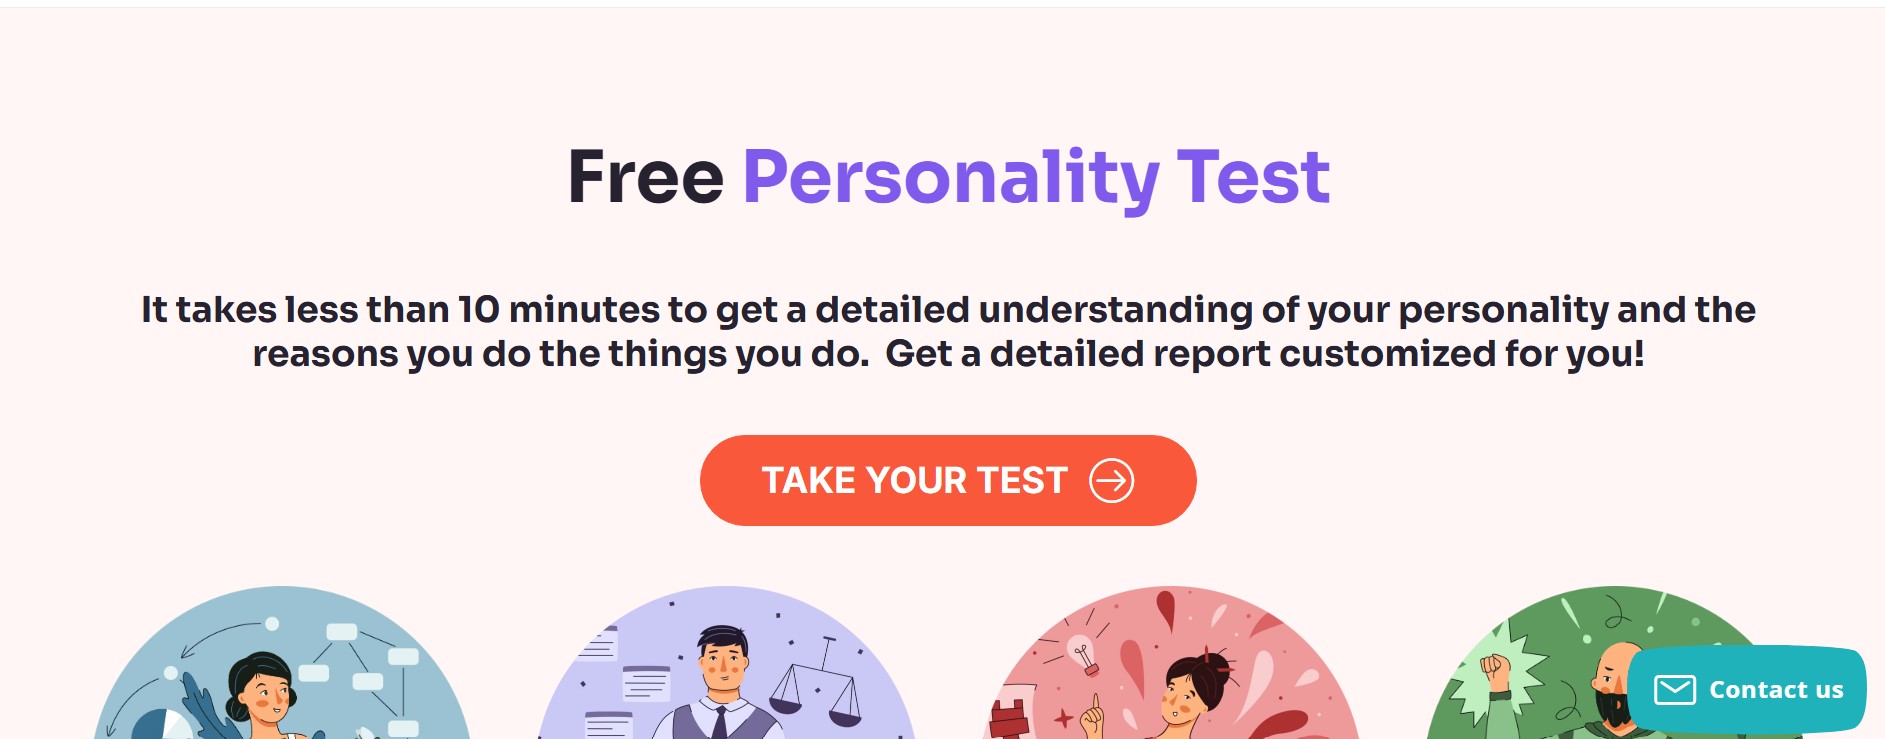 Free Personality Test
It takes less than 10 minutes to get a detailed understanding of your personality and the
reasons you do the things you do.  Get a detailed report customized for you!
TAKE YOUR TEST
Contact us